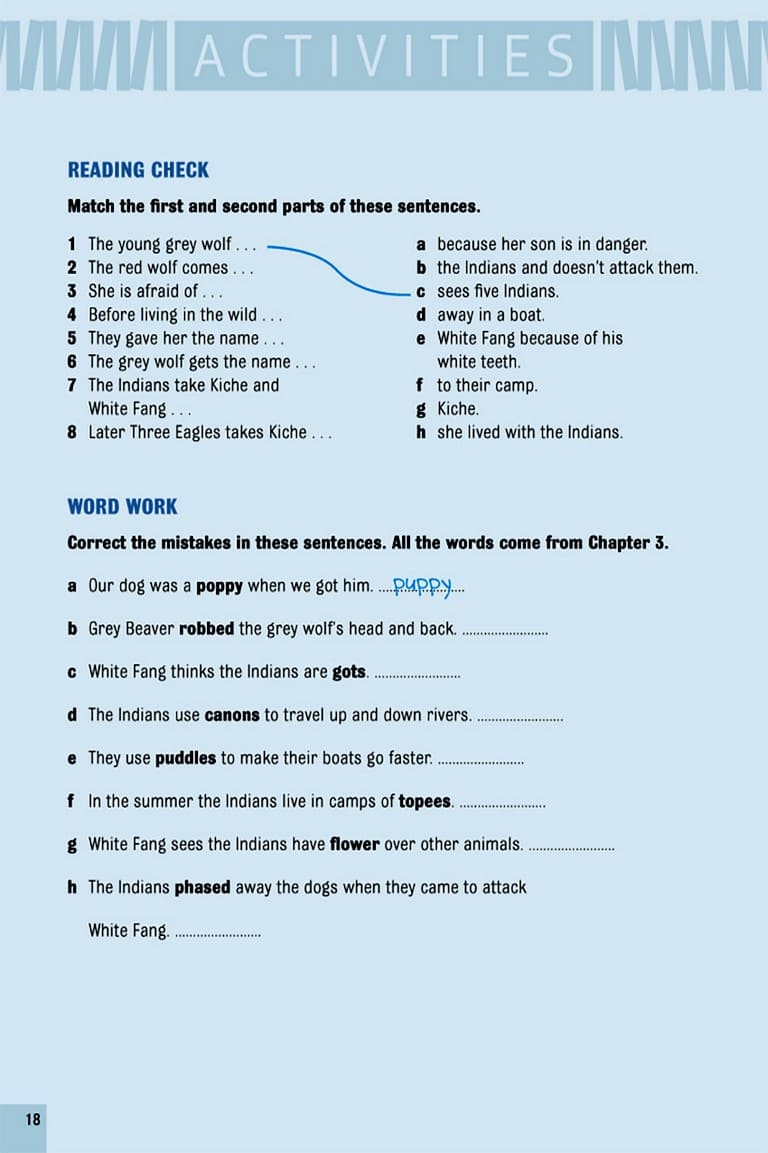 ACTIVITIES
READING CHECK
Match the first and second parts of these sentences.
1 The young grey wolf . . .
2 The red wolf comes . . .
3 She is afraid of . . .
4 Before living in the wild . . .
5 They gave her the name . . .
6 The grey wolf gets the name . . .
7 The Indians take Kiche and
White Fang . . .
8 Later Three Eagles takes Kiche . . .
a because her son is in danger.
b the Indians and doesn't attack them.
c sees five Indians.
d away in a boat.
e White Fang because of his
white teeth.
f to their camp.
g Kiche.
h she lived with the Indians.
WORD WORK
Correct the mistakes in these sentences. All the words come from Chapter 3.
a Our dog was a poppy when we got him. ....puppy....
b Grey Beaver robbed the grey wolf's head and back. ........................
c White Fang thinks the Indians are gots. ........................
d The Indians use canons to travel up and down rivers. ........................
e They use puddles to make their boats go faster. ........................
f In the summer the Indians live in camps of topees. ........................
g White Fang sees the Indians have flower over other animals. ........................
h The Indians phased away the dogs when they came to attack
White Fang. ........................
18